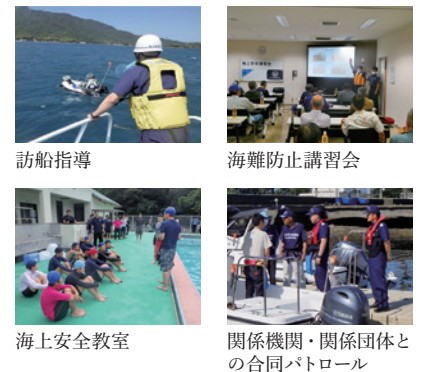 訪船指導
海難防止講習会
海上安全教室
関係機関・関係団体と
の合同パトロール